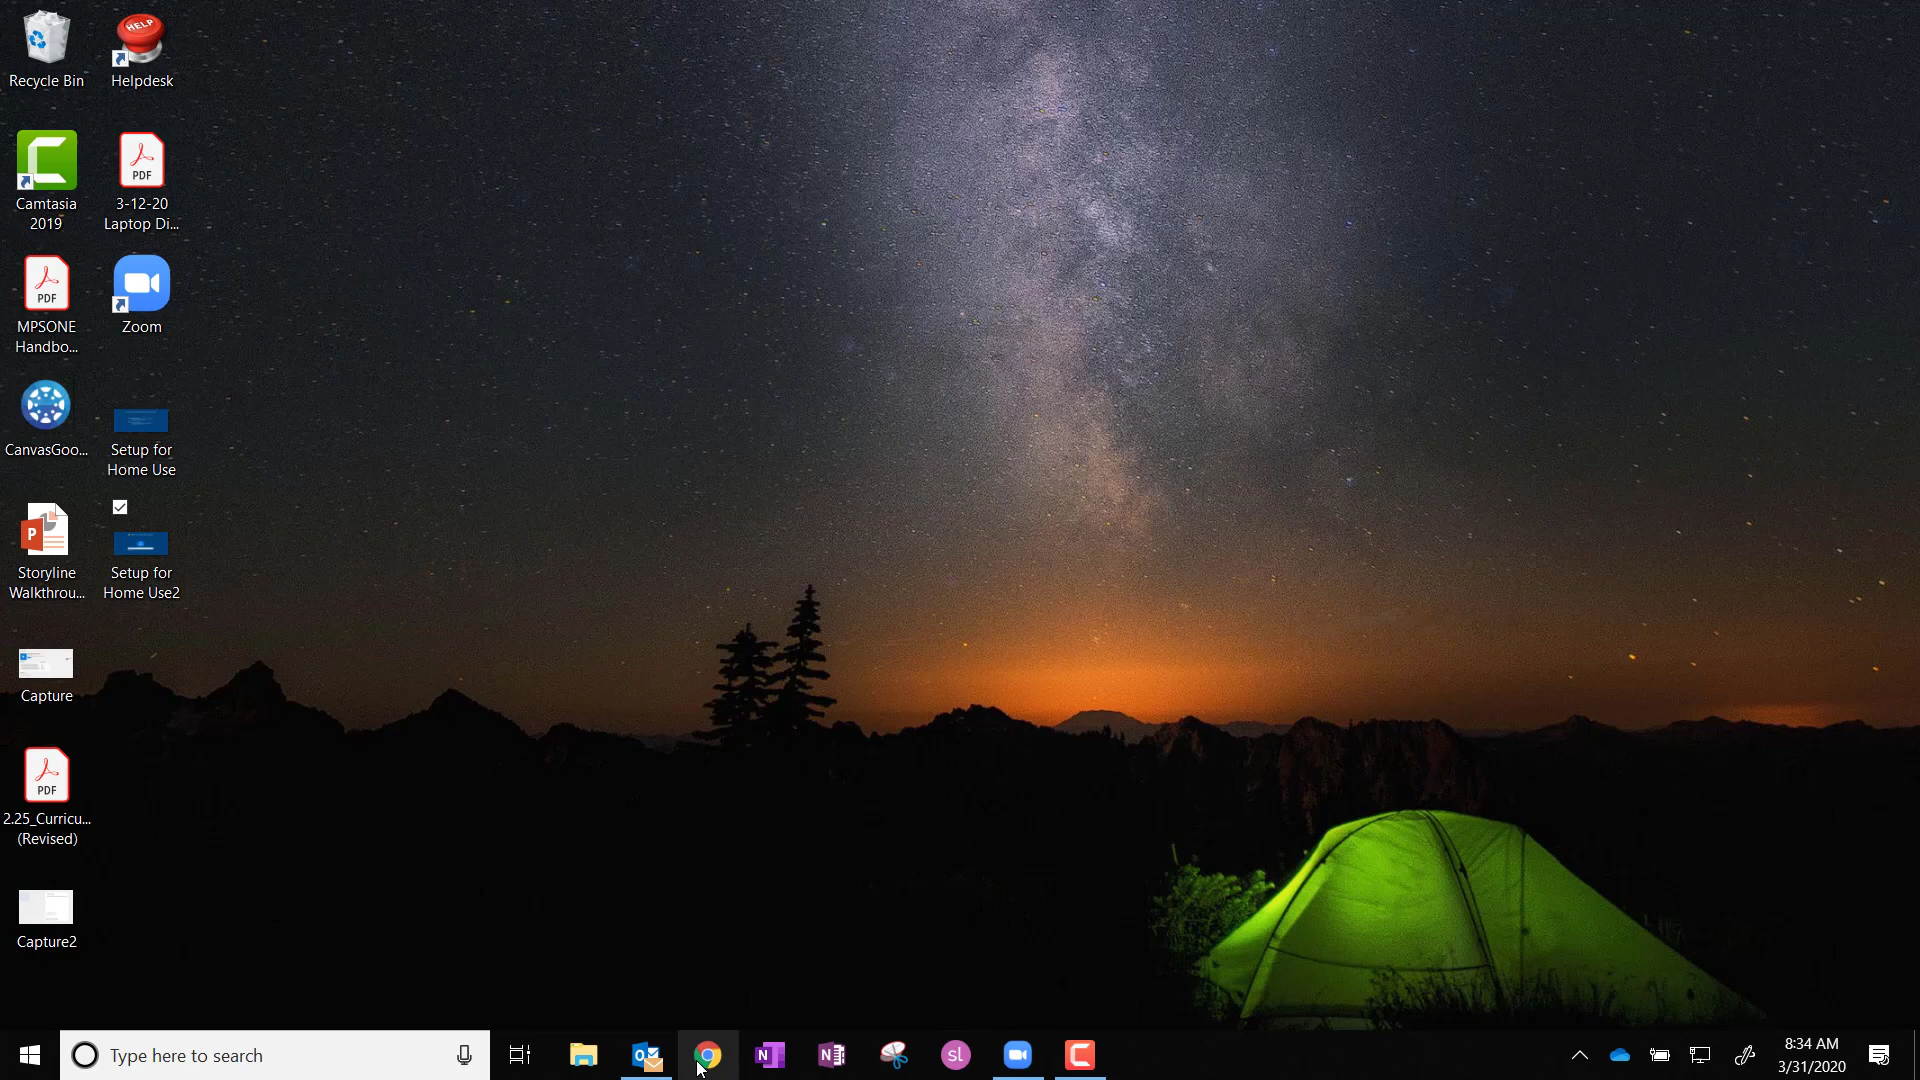 Recycle Bin
HELP
Helpdesk
Camtasia
2019
PDF
3-12-20
Laptop Di...
PDF
MPSONE
Handbo...
Zoom
CanvasGoo...
Setup for
Home Use
P
Storyline
Walkthrou...
Setup for
Home Use2
Capture
PDF
2.25_Curricu...
(Revised)
Capture2
Type here to search
O
N
N
sl
C
8:34 AM
3/31/2020